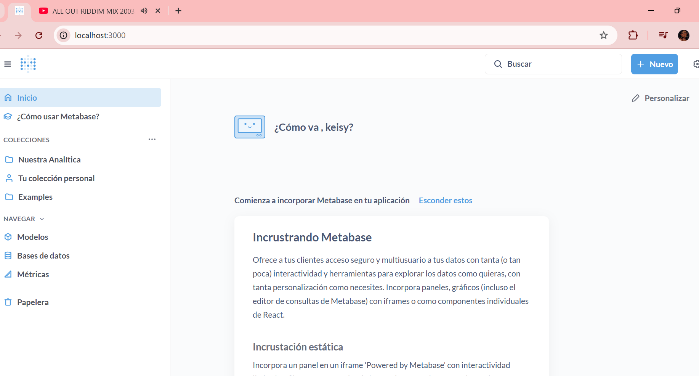 ALL OUT RIDDIM MIX 200
localhost:3000
Buscar
+ Nuevo
Inicio
¿Cómo usar Metabase?
COLECCIONES
Nuestra Analítica
Tu colección personal
Examples
NAVEGAR
Modelos
Bases de datos
Métricas
Papelera
Personalizar
¿Cómo va , keisy?
Comienza a incorporar Metabase en tu aplicación Esconder estos
Incrustrando Metabase
Ofrece a tus clientes acceso seguro y multiusuario a tus datos con tanta (o tan
poca) interactividad y herramientas para explorar los datos como quieras, con
tanta personalización como necesites. Incorpora paneles, gráficos (incluso el
editor de consultas de Metabase) con iframes o como componentes individuales
de React.
Incrustación estática
Incorpora un panel en un iframe 'Powered by Metabase' con interactividad